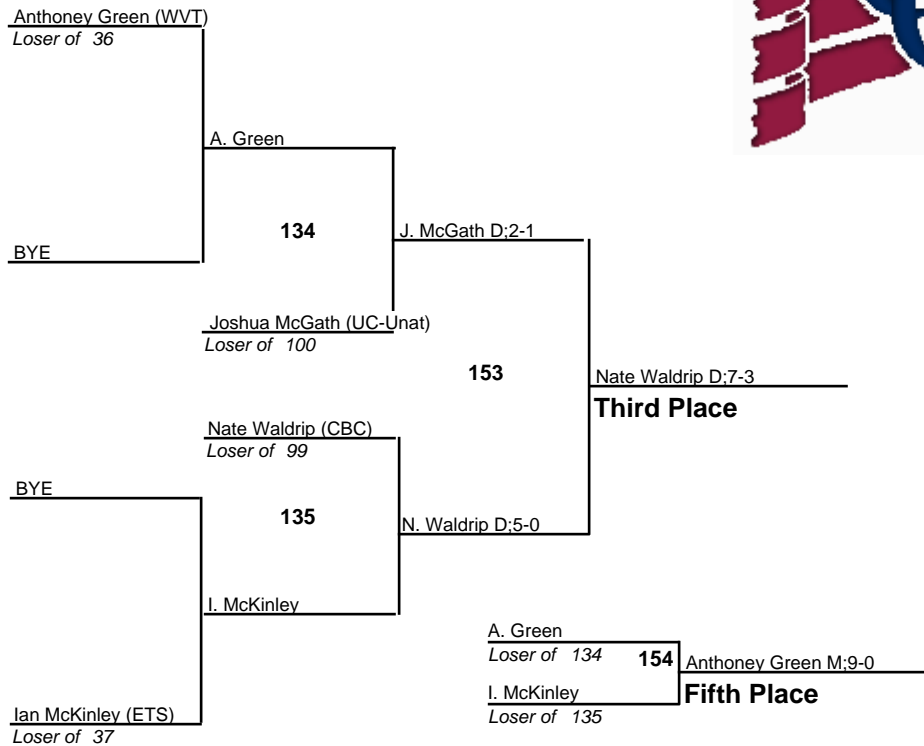 Anthoney Green (WVT)
Loser of 36
A. Green
134
J. McGath D;2-1
BYE
Joshua McGath (UC-Unat)
Loser of 100
153
Nate Waldrip D;7-3
Third Place
Nate Waldrip (CBC)
Loser of 99
BYE
135
N. Waldrip D;5-0
I. McKinley
A. Green
Loser of 134
154
Anthoney Green M;9-0
Fifth Place
I. McKinley
Loser of 135
Ian McKinley (ETS)
Loser of 37